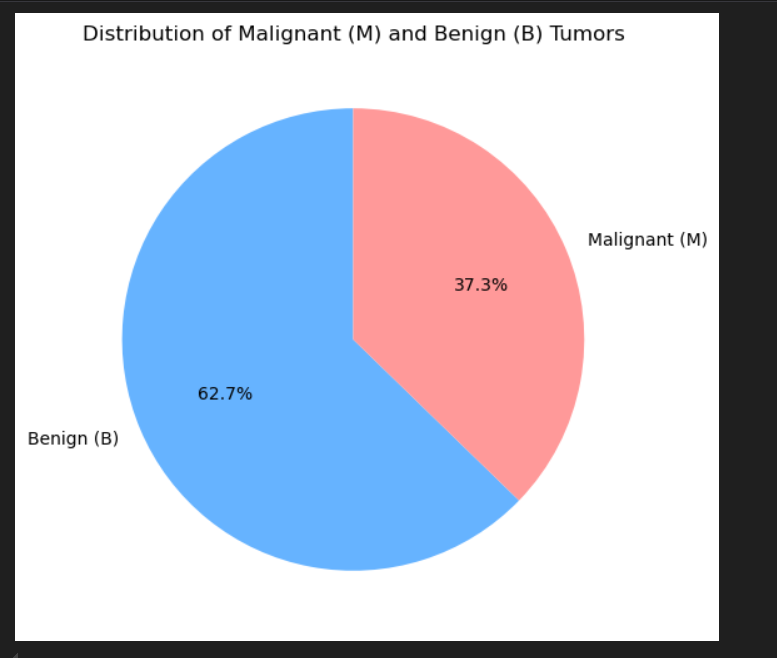 Distribution of Malignant (M) and Benign (B) Tumors
Malignant (M)
37.3%
62.7%
Benign (B)